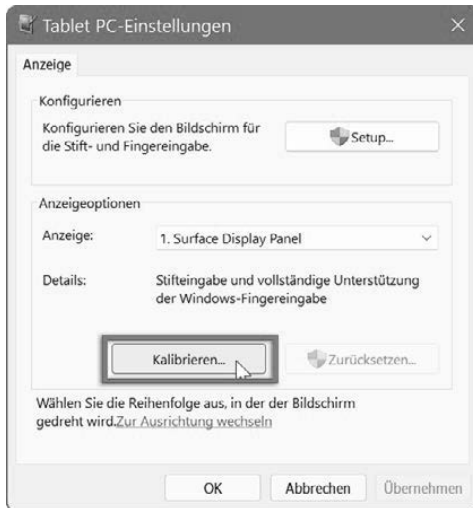 Tablet PC-Einstellungen
Anzeige
Konfigurieren
Konfigurieren Sie den Bildschirm für
die Stift- und Fingereingabe.
Setup...
Anzeigeoptionen
Anzeige:
1. Surface Display Panel
Details:
Stifteingabe und vollständige Unterstützung
der Windows-Fingereingabe
Kalibrieren...
Zurücksetzen...
Wählen Sie die Reihenfolge aus, in der der Bildschirm
gedreht wird.Zur Ausrichtung wechseln
OK
Abbrechen
Übernehmen